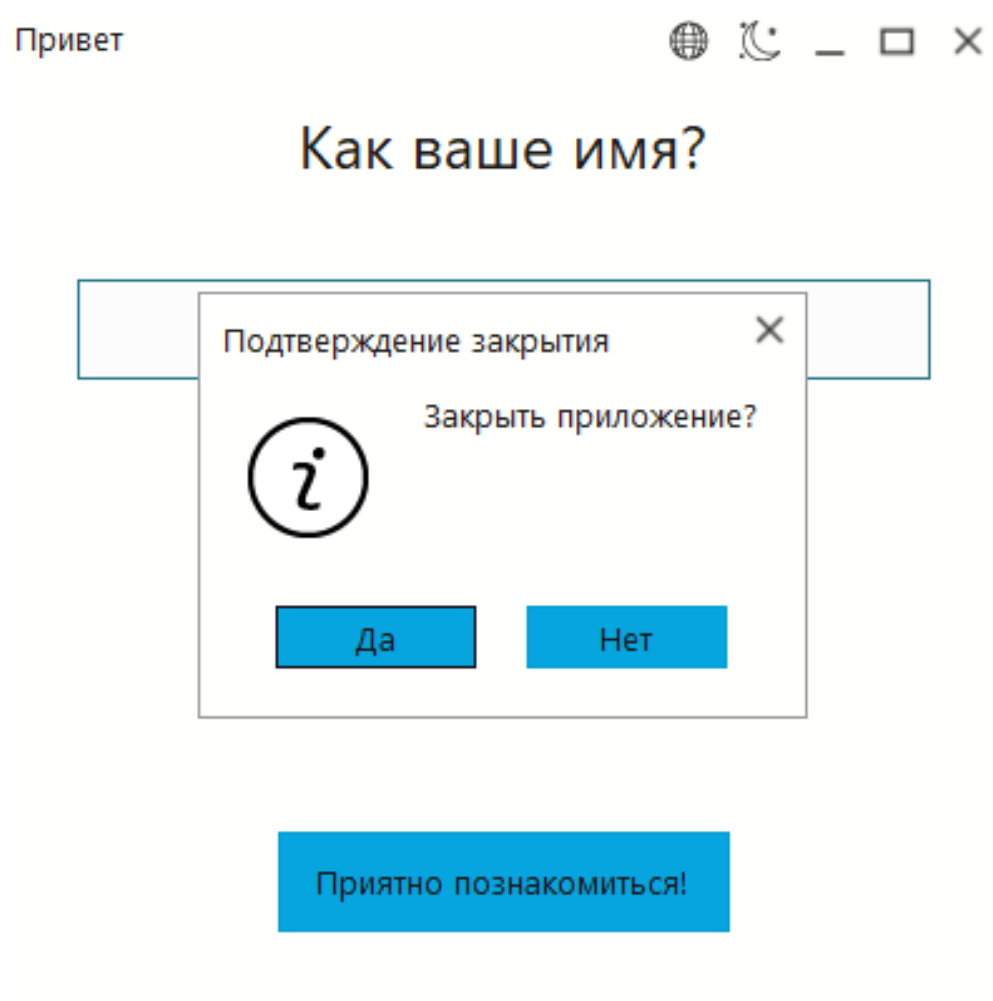 Привет
Как ваше имя?
Подтверждение закрытия
Закрыть приложение?
Да
Нет
Приятно познакомиться!